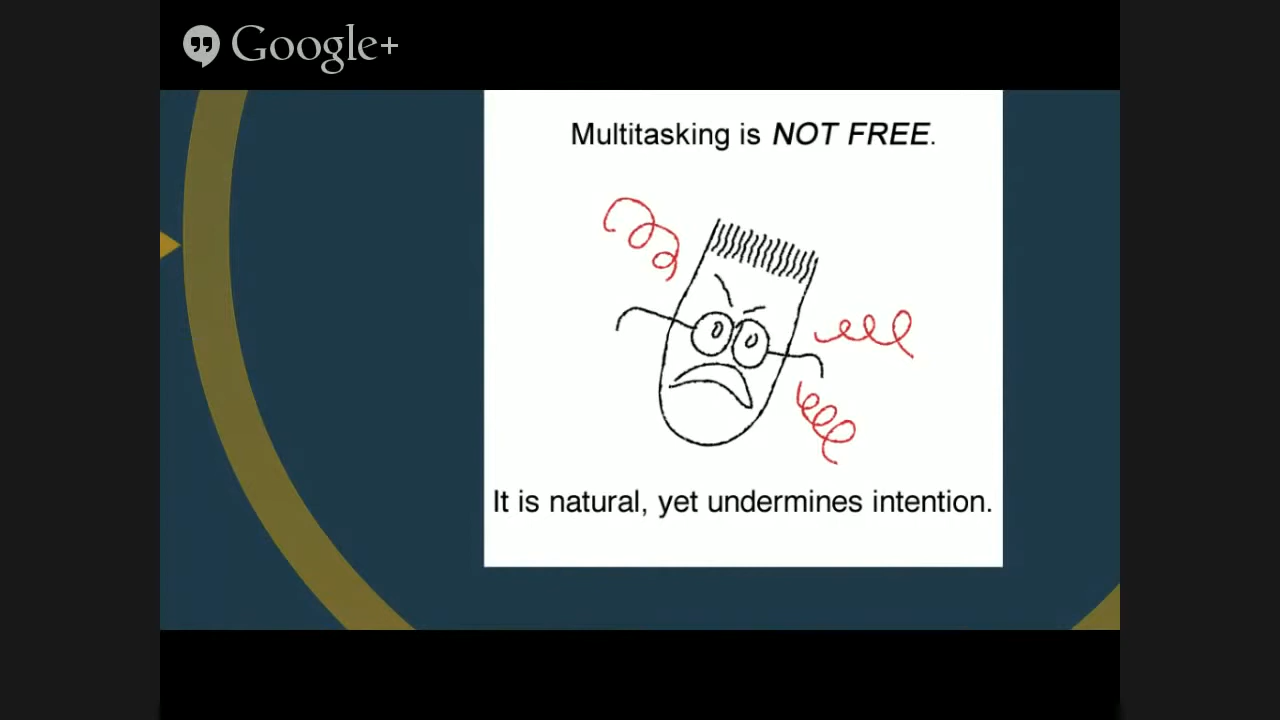 Google+
Multitasking is NOT FREE.
It is natural, yet undermines intention.